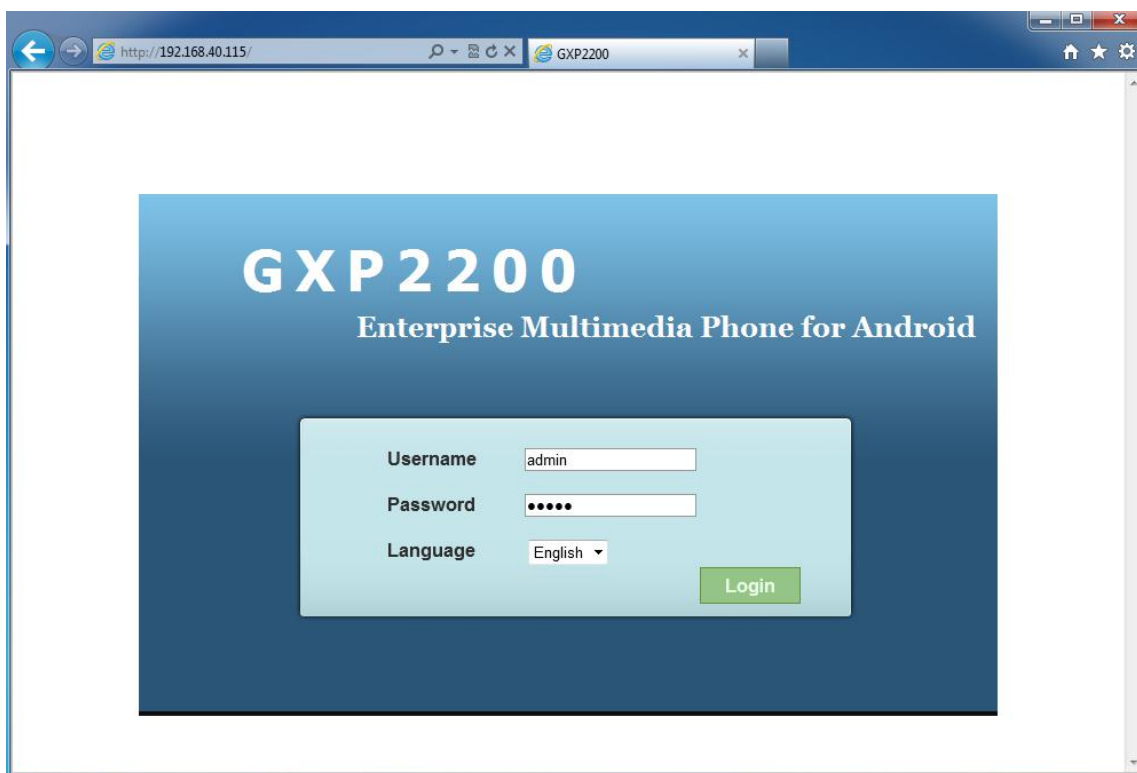 http://192.168.40.115/
GXP2200
GXP2200
Enterprise Multimedia Phone for Android
Username admin
Password •••••
Language English
Login